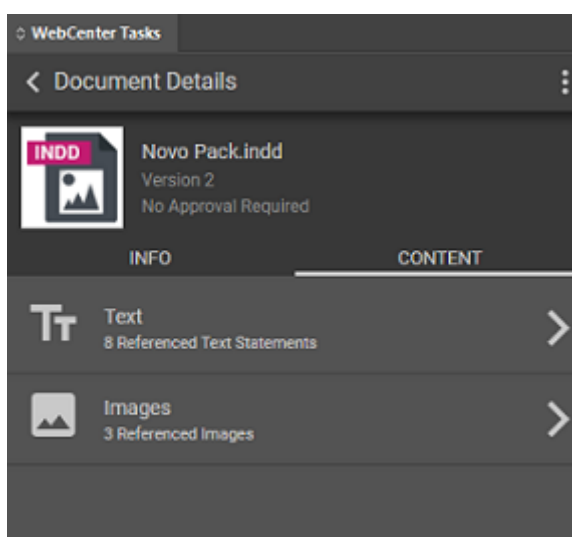 WebCenter Tasks
Document Details
INDD
Novo Pack.indd
Version 2
No Approval Required
INFO
CONTENT
Text
8 Referenced Text Statements
Images
3 Referenced Images